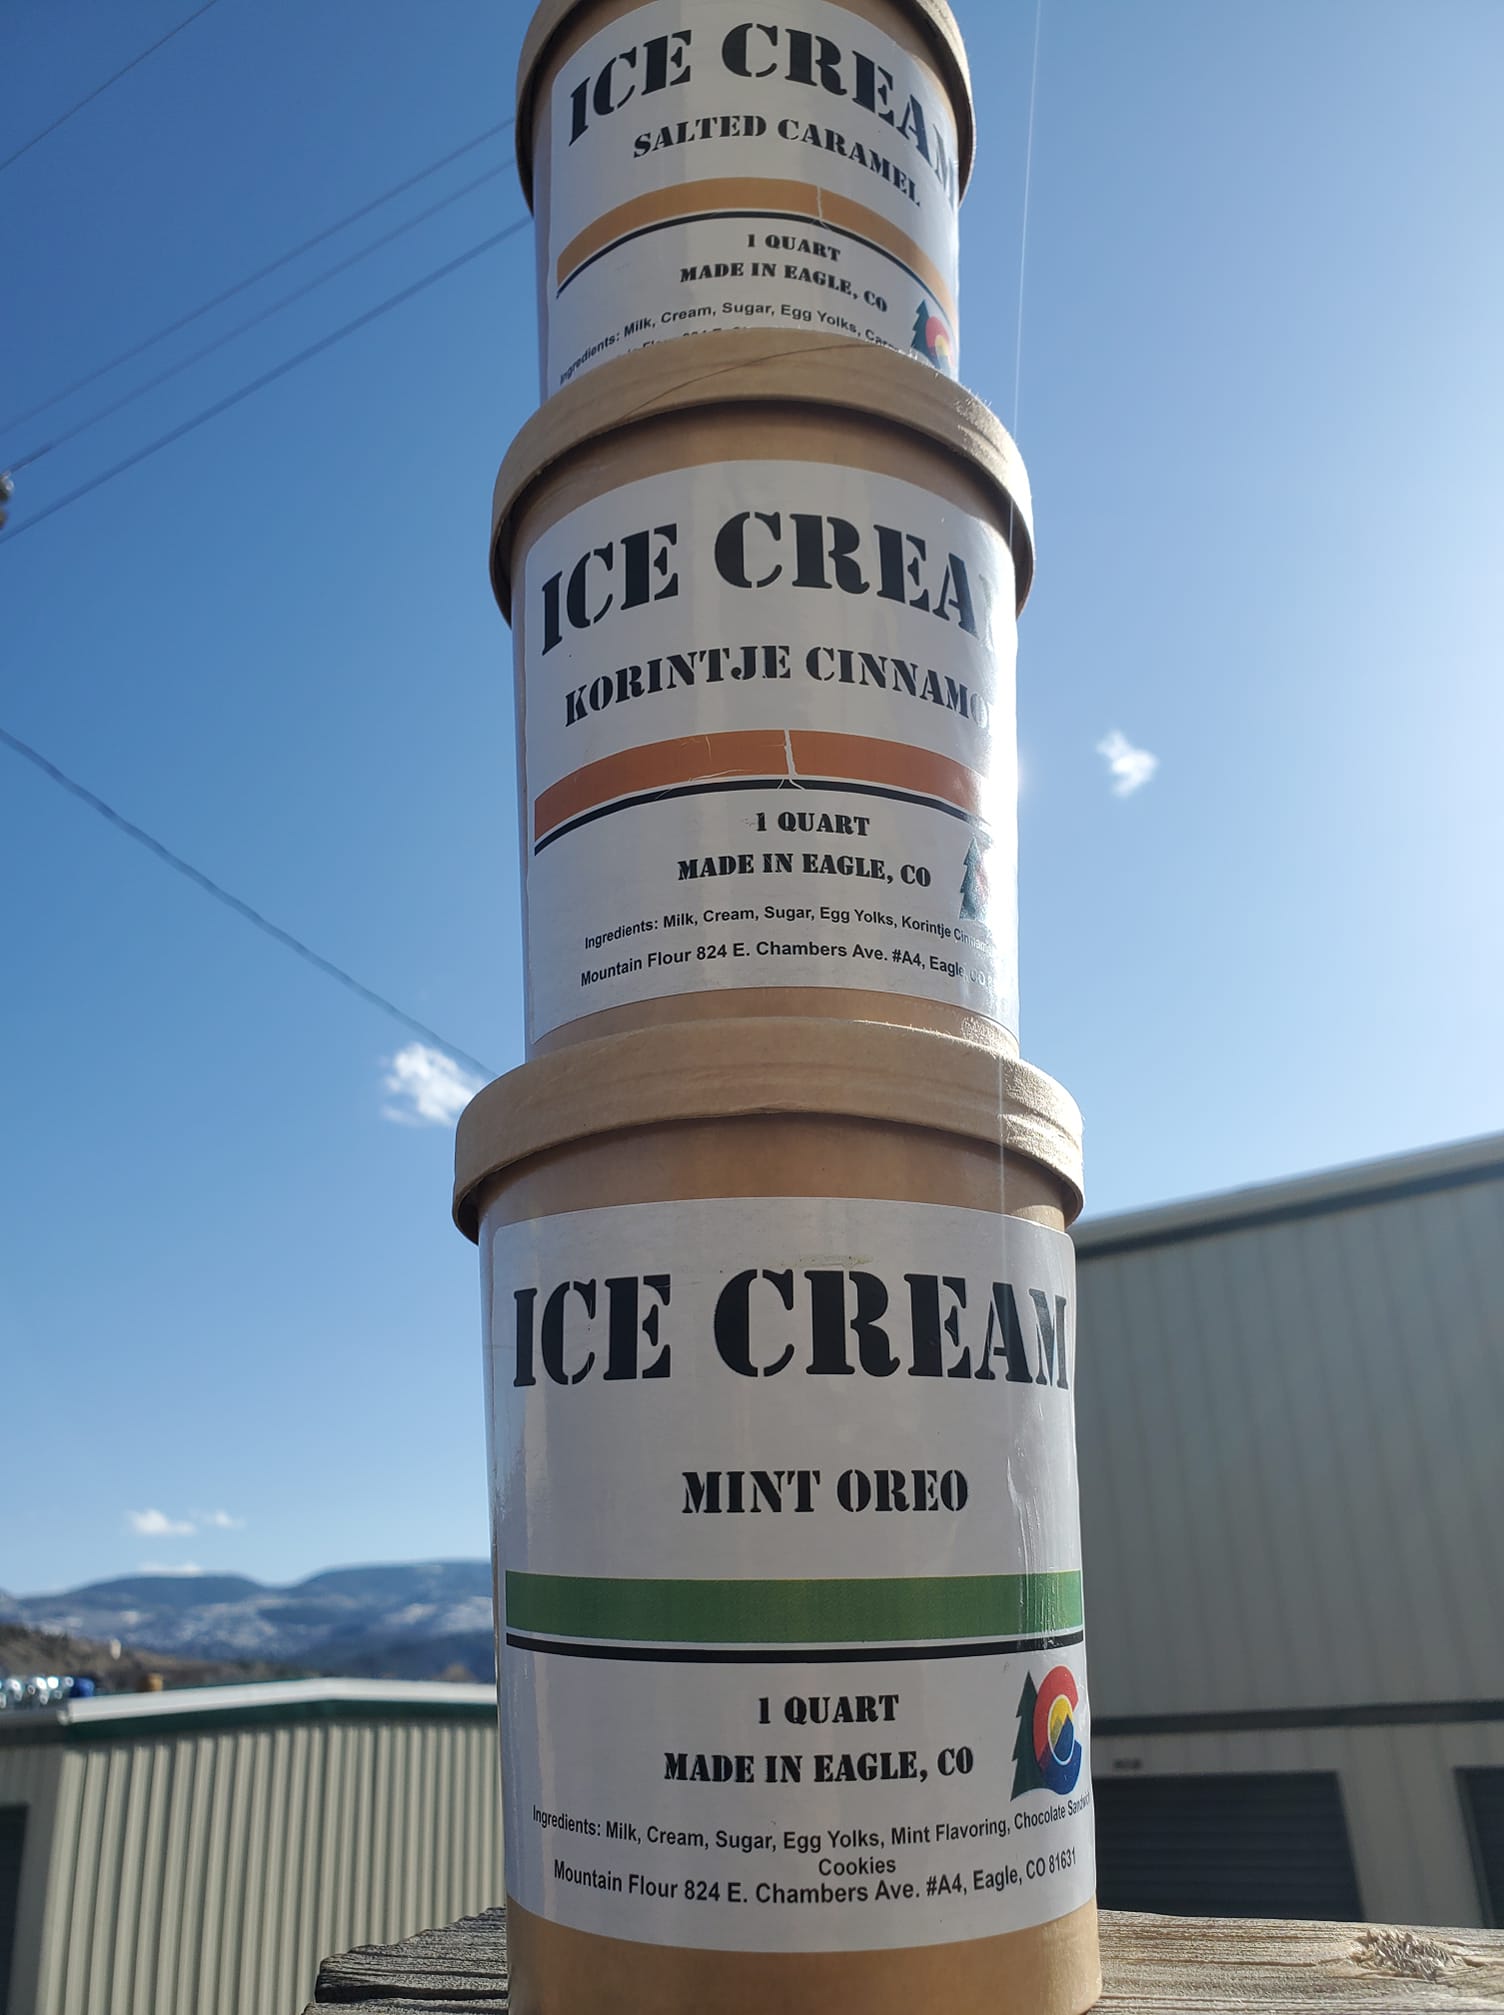 ICE CREAM
SALTED CARAMEL
1 QUART
MADE IN EAGLE, CO
Ingredients: Milk, Cream, Sugar, Egg Yolks,
ICE CREA
KORINTJE CINNAMO
1 QUART
MADE IN EAGLE, CO
Ingredients: Milk, Cream, Sugar, Egg Yolks, Korintje
Mountain Flour 824 E. Chambers Ave. #A4, Eagle, CO
ICE CREAM
MINT OREO
1 QUART
MADE IN EAGLE, CO
Ingredients: Milk, Cream, Sugar, Egg Yolks, Mint Flavoring, Chocolate Sandwich
Cookies
Mountain Flour 824 E. Chambers Ave. #A4, Eagle, CO 81631